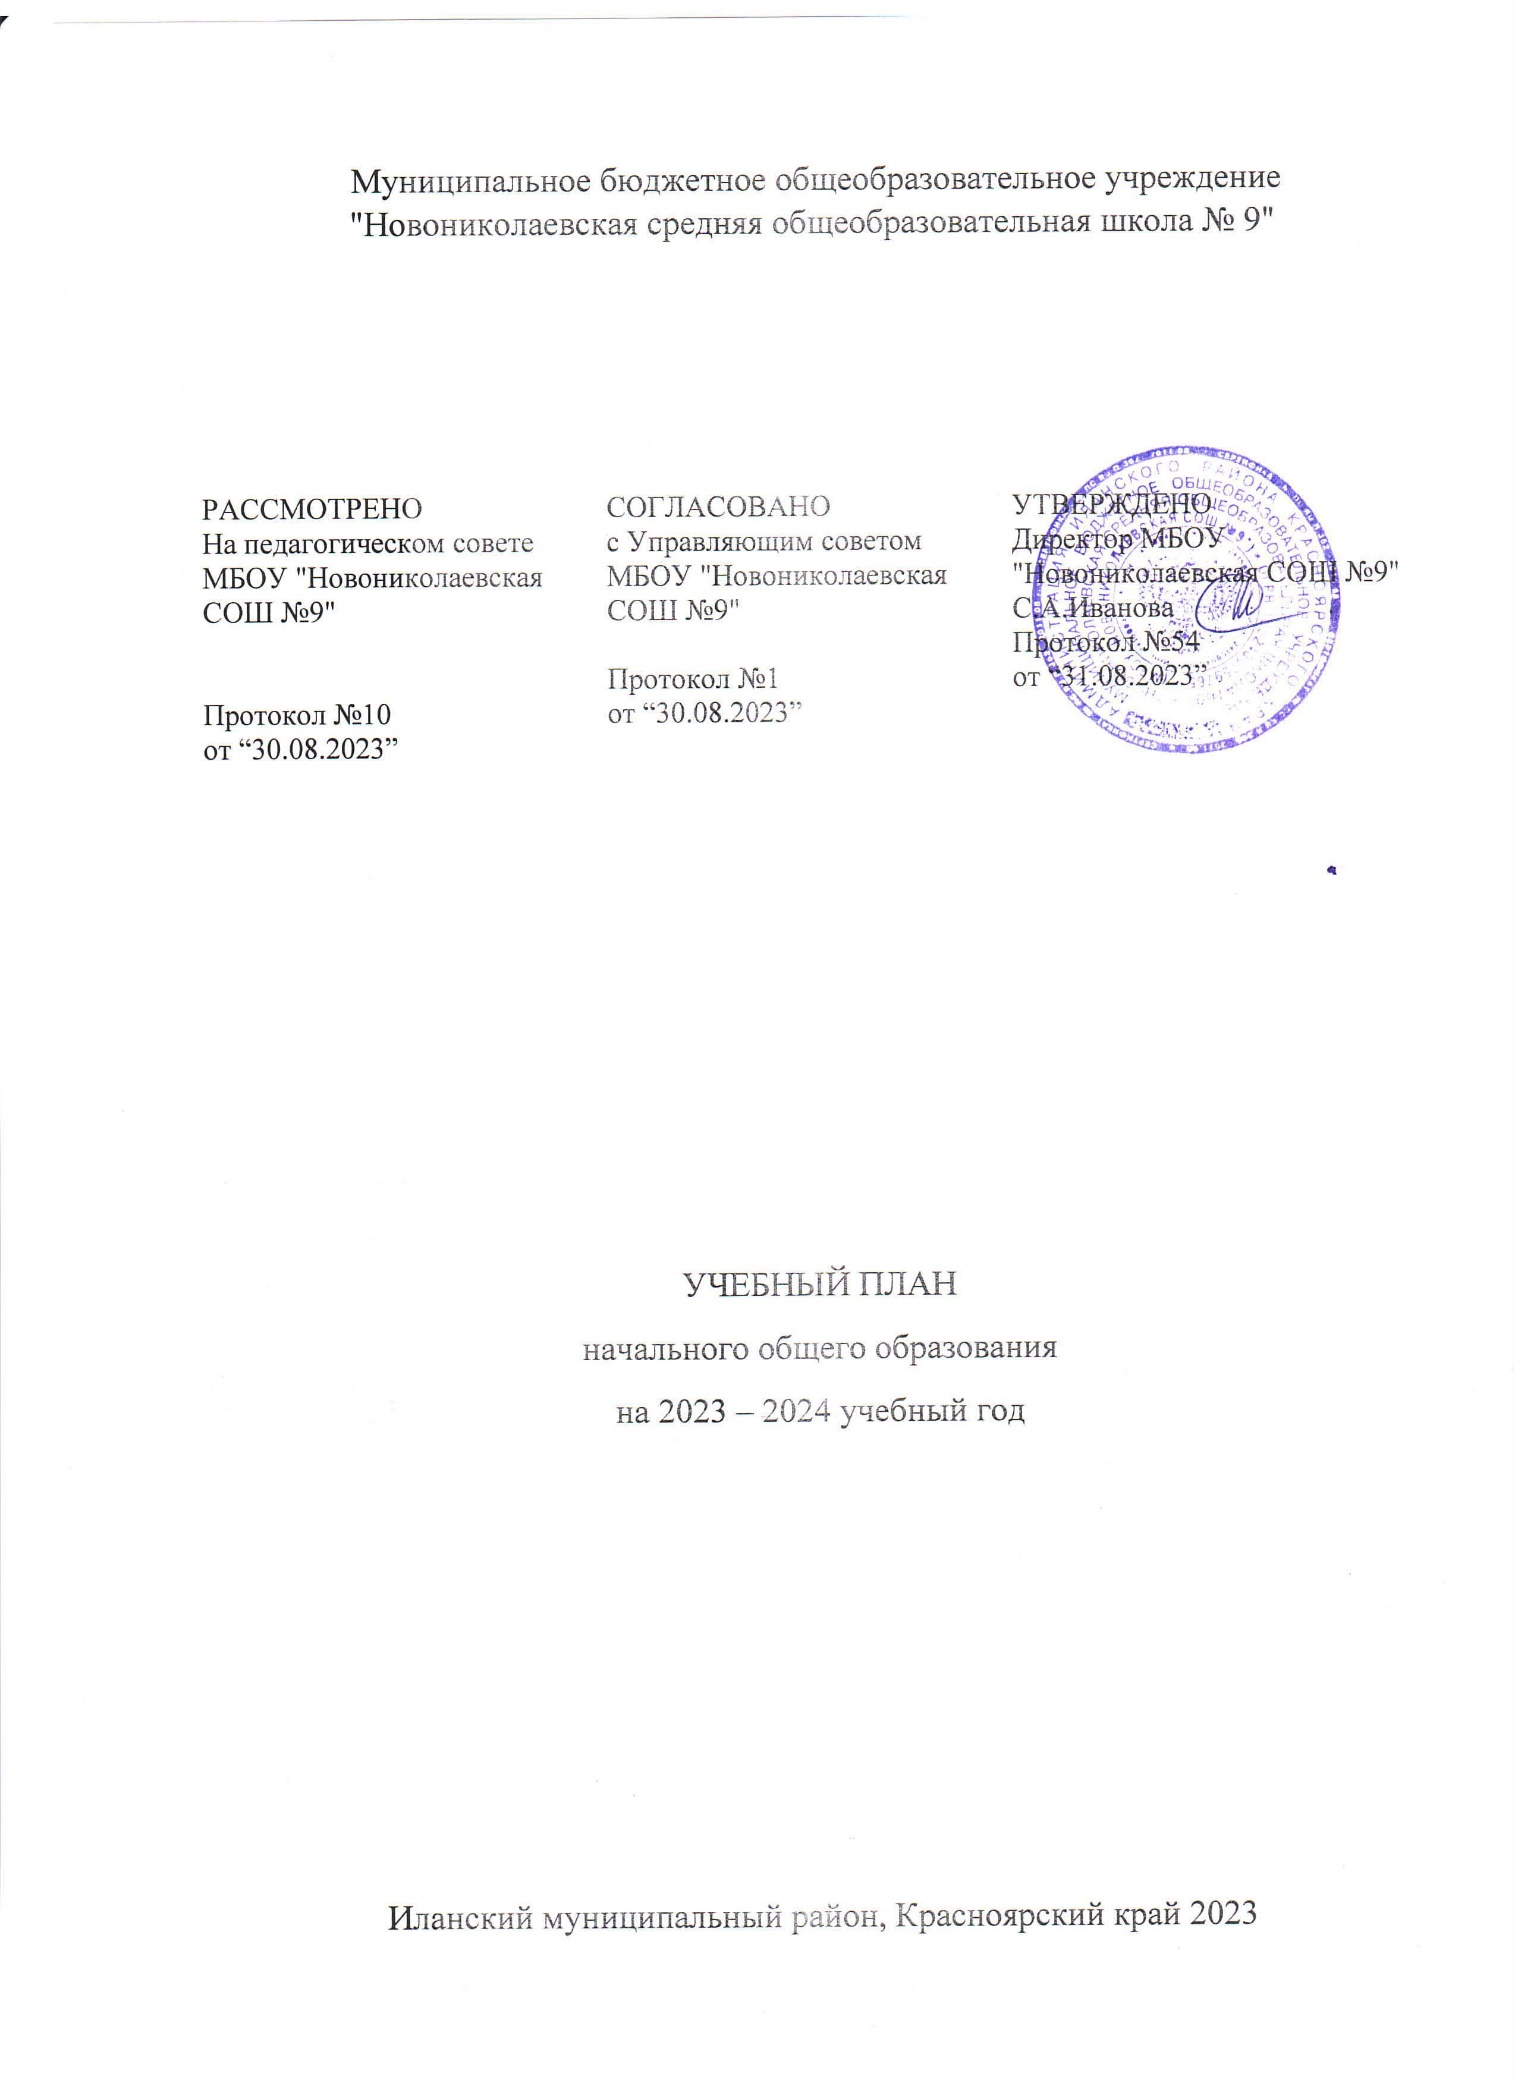 Муниципальное бюджетное общеобразовательное учреждение
"Новониколаевская средняя общеобразовательная школа № 9"
РАССМОТРЕНО
На педагогическом совете
МБОУ "Новониколаевская
СОШ №9"
Протокол №10
от “30.08.2023”
СОГЛАСОВАНО
с Управляющим советом
МБОУ "Новониколаевская
СОШ №9"
Протокол №1
от “30.08.2023”
УТВЕРЖДЕНО
Директор МБОУ
"Новониколаевская СОШ №9"
С.А.Иванова
Протокол №54
от “31.08.2023”
УЧЕБНЫЙ ПЛАН
начального общего образования
на 2023 – 2024 учебный год
Иланский муниципальный район, Красноярский край 2023